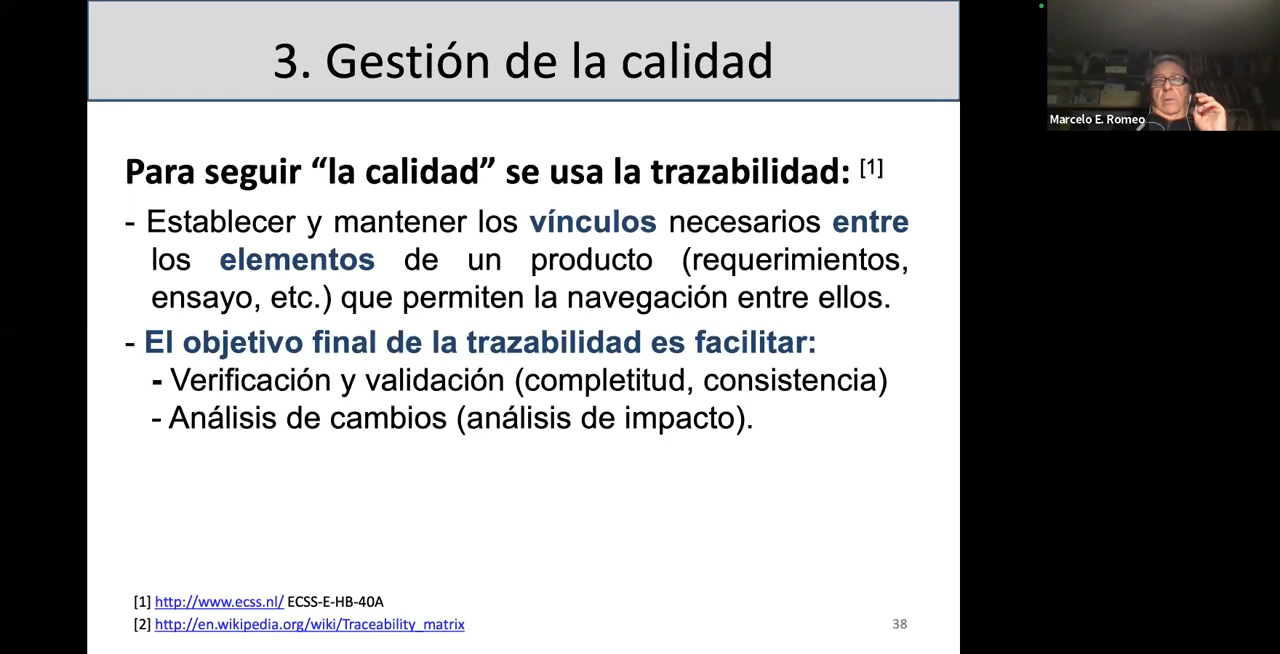 3. Gestión de la calidad
Marcelo E. Romeo
Para seguir “la calidad” se usa la trazabilidad: [1]
- Establecer y mantener los vínculos necesarios entre
los elementos de un producto (requerimientos,
ensayo, etc.) que permiten la navegación entre ellos.
- El objetivo final de la trazabilidad es facilitar:
- Verificación y validación (completitud, consistencia)
- Análisis de cambios (análisis de impacto).
[1] http://www.ecss.nl/ ECSS-E-HB-40A
[2] http://en.wikipedia.org/wiki/Traceability_matrix
38